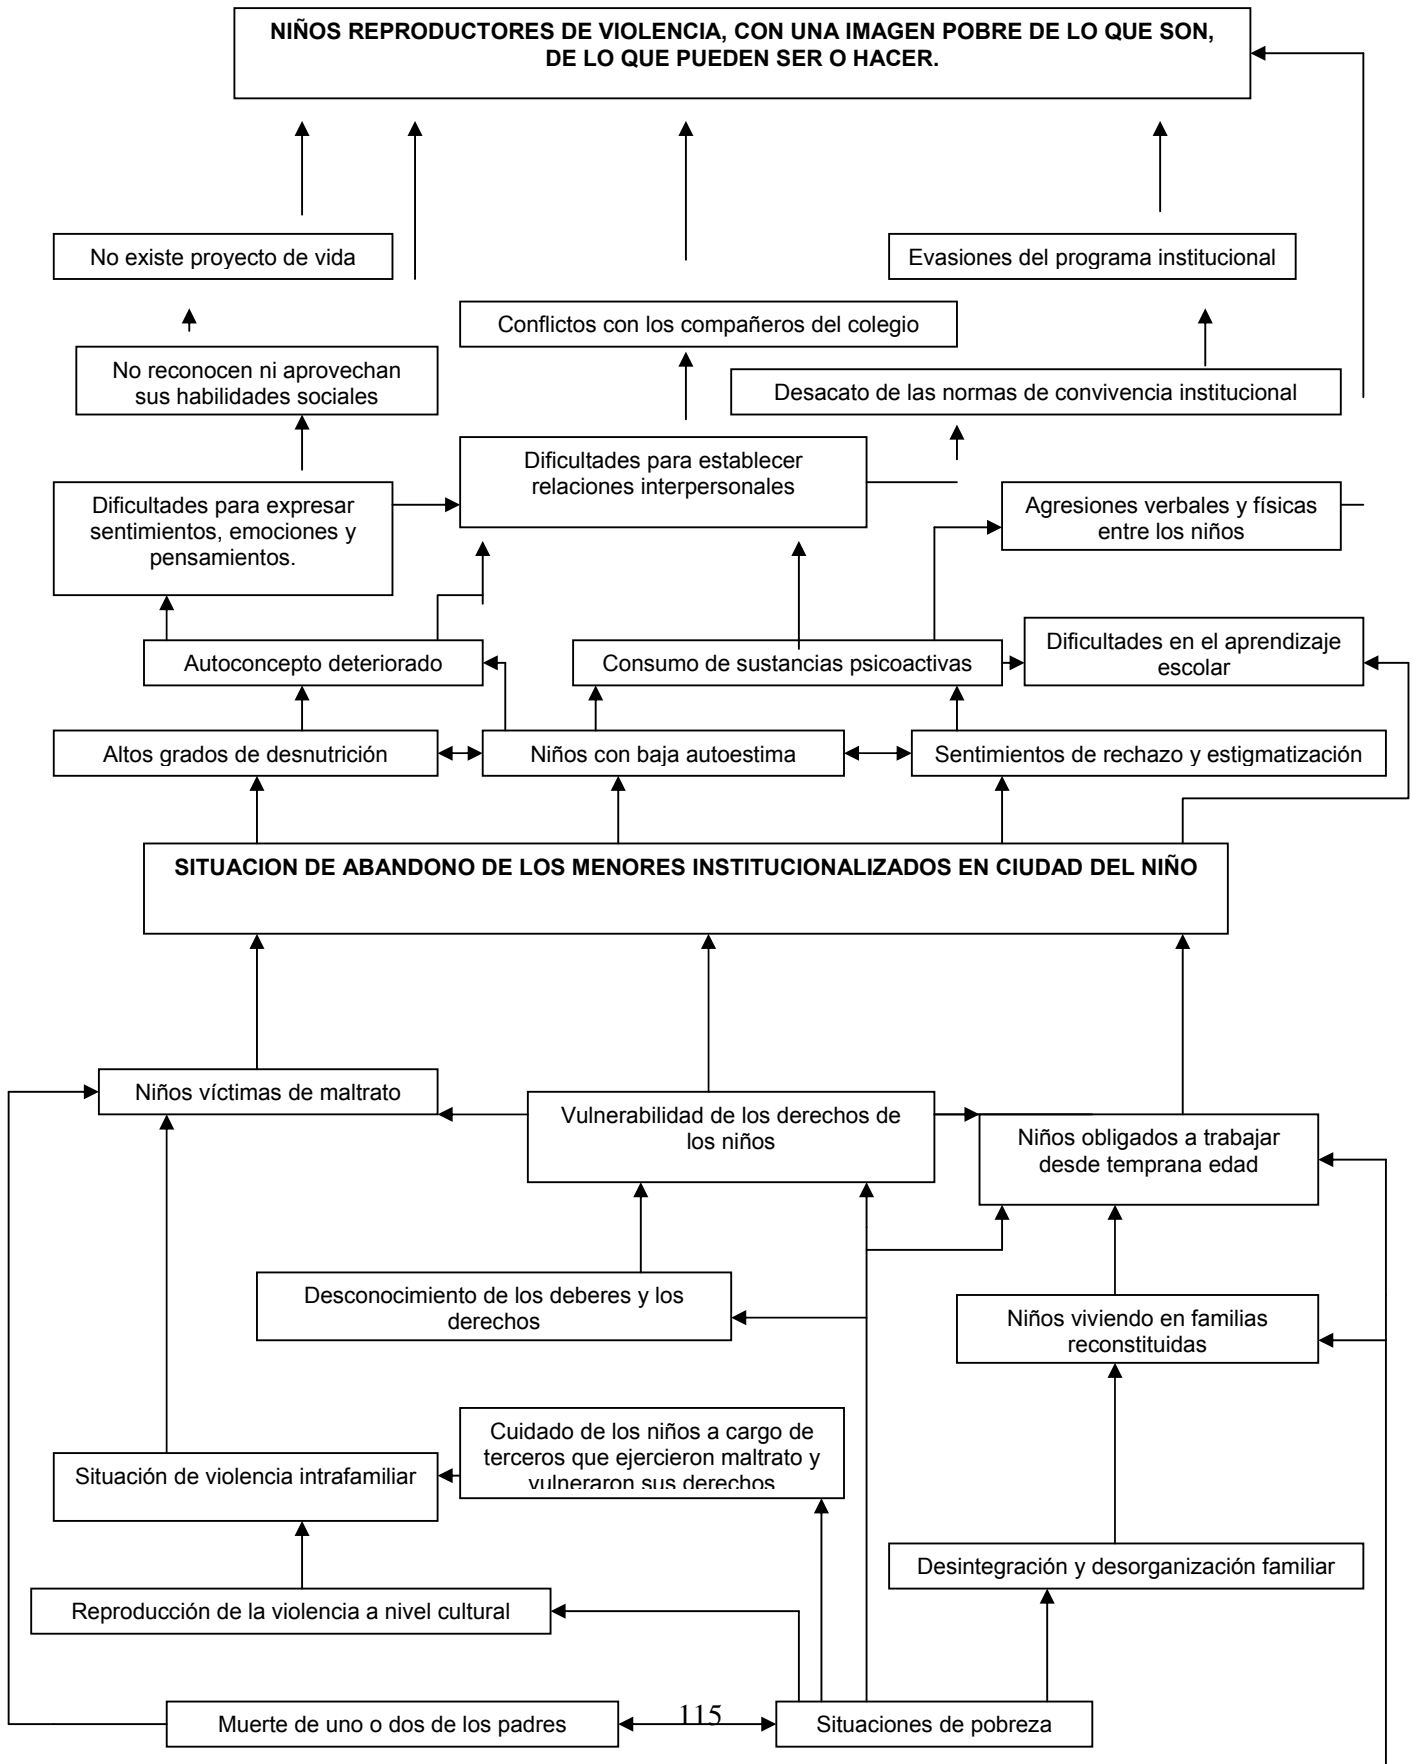 NIÑOS REPRODUCTORES DE VIOLENCIA, CON UNA IMAGEN POBRE DE LO QUE SON,
DE LO QUE PUEDEN SER O HACER.
No existe proyecto de vida
Evasiones del programa institucional
Conflictos con los compañeros del colegio
No reconocen ni aprovechan
sus habilidades sociales
Desacato de las normas de convivencia institucional
Dificultades para establecer
relaciones interpersonales
Dificultades para expresar
sentimientos, emociones y
pensamientos.
Agresiones verbales y físicas
entre los niños
Autoconcepto deteriorado
Consumo de sustancias psicoactivas
Dificultades en el aprendizaje
escolar
Altos grados de desnutrición
Niños con baja autoestima
Sentimientos de rechazo y estigmatización
SITUACION DE ABANDONO DE LOS MENORES INSTITUCIONALIZADOS EN CIUDAD DEL NIÑO
Niños víctimas de maltrato
Vulnerabilidad de los derechos de
los niños
Niños obligados a trabajar
desde temprana edad
Desconocimiento de los deberes y los
derechos
Niños viviendo en familias
reconstituidas
Cuidado de los niños a cargo de
terceros que ejercieron maltrato y
vulneraron sus derechos
Situación de violencia intrafamiliar
Desintegración y desorganización familiar
Reproducción de la violencia a nivel cultural
Muerte de uno o dos de los padres
115
Situaciones de pobreza